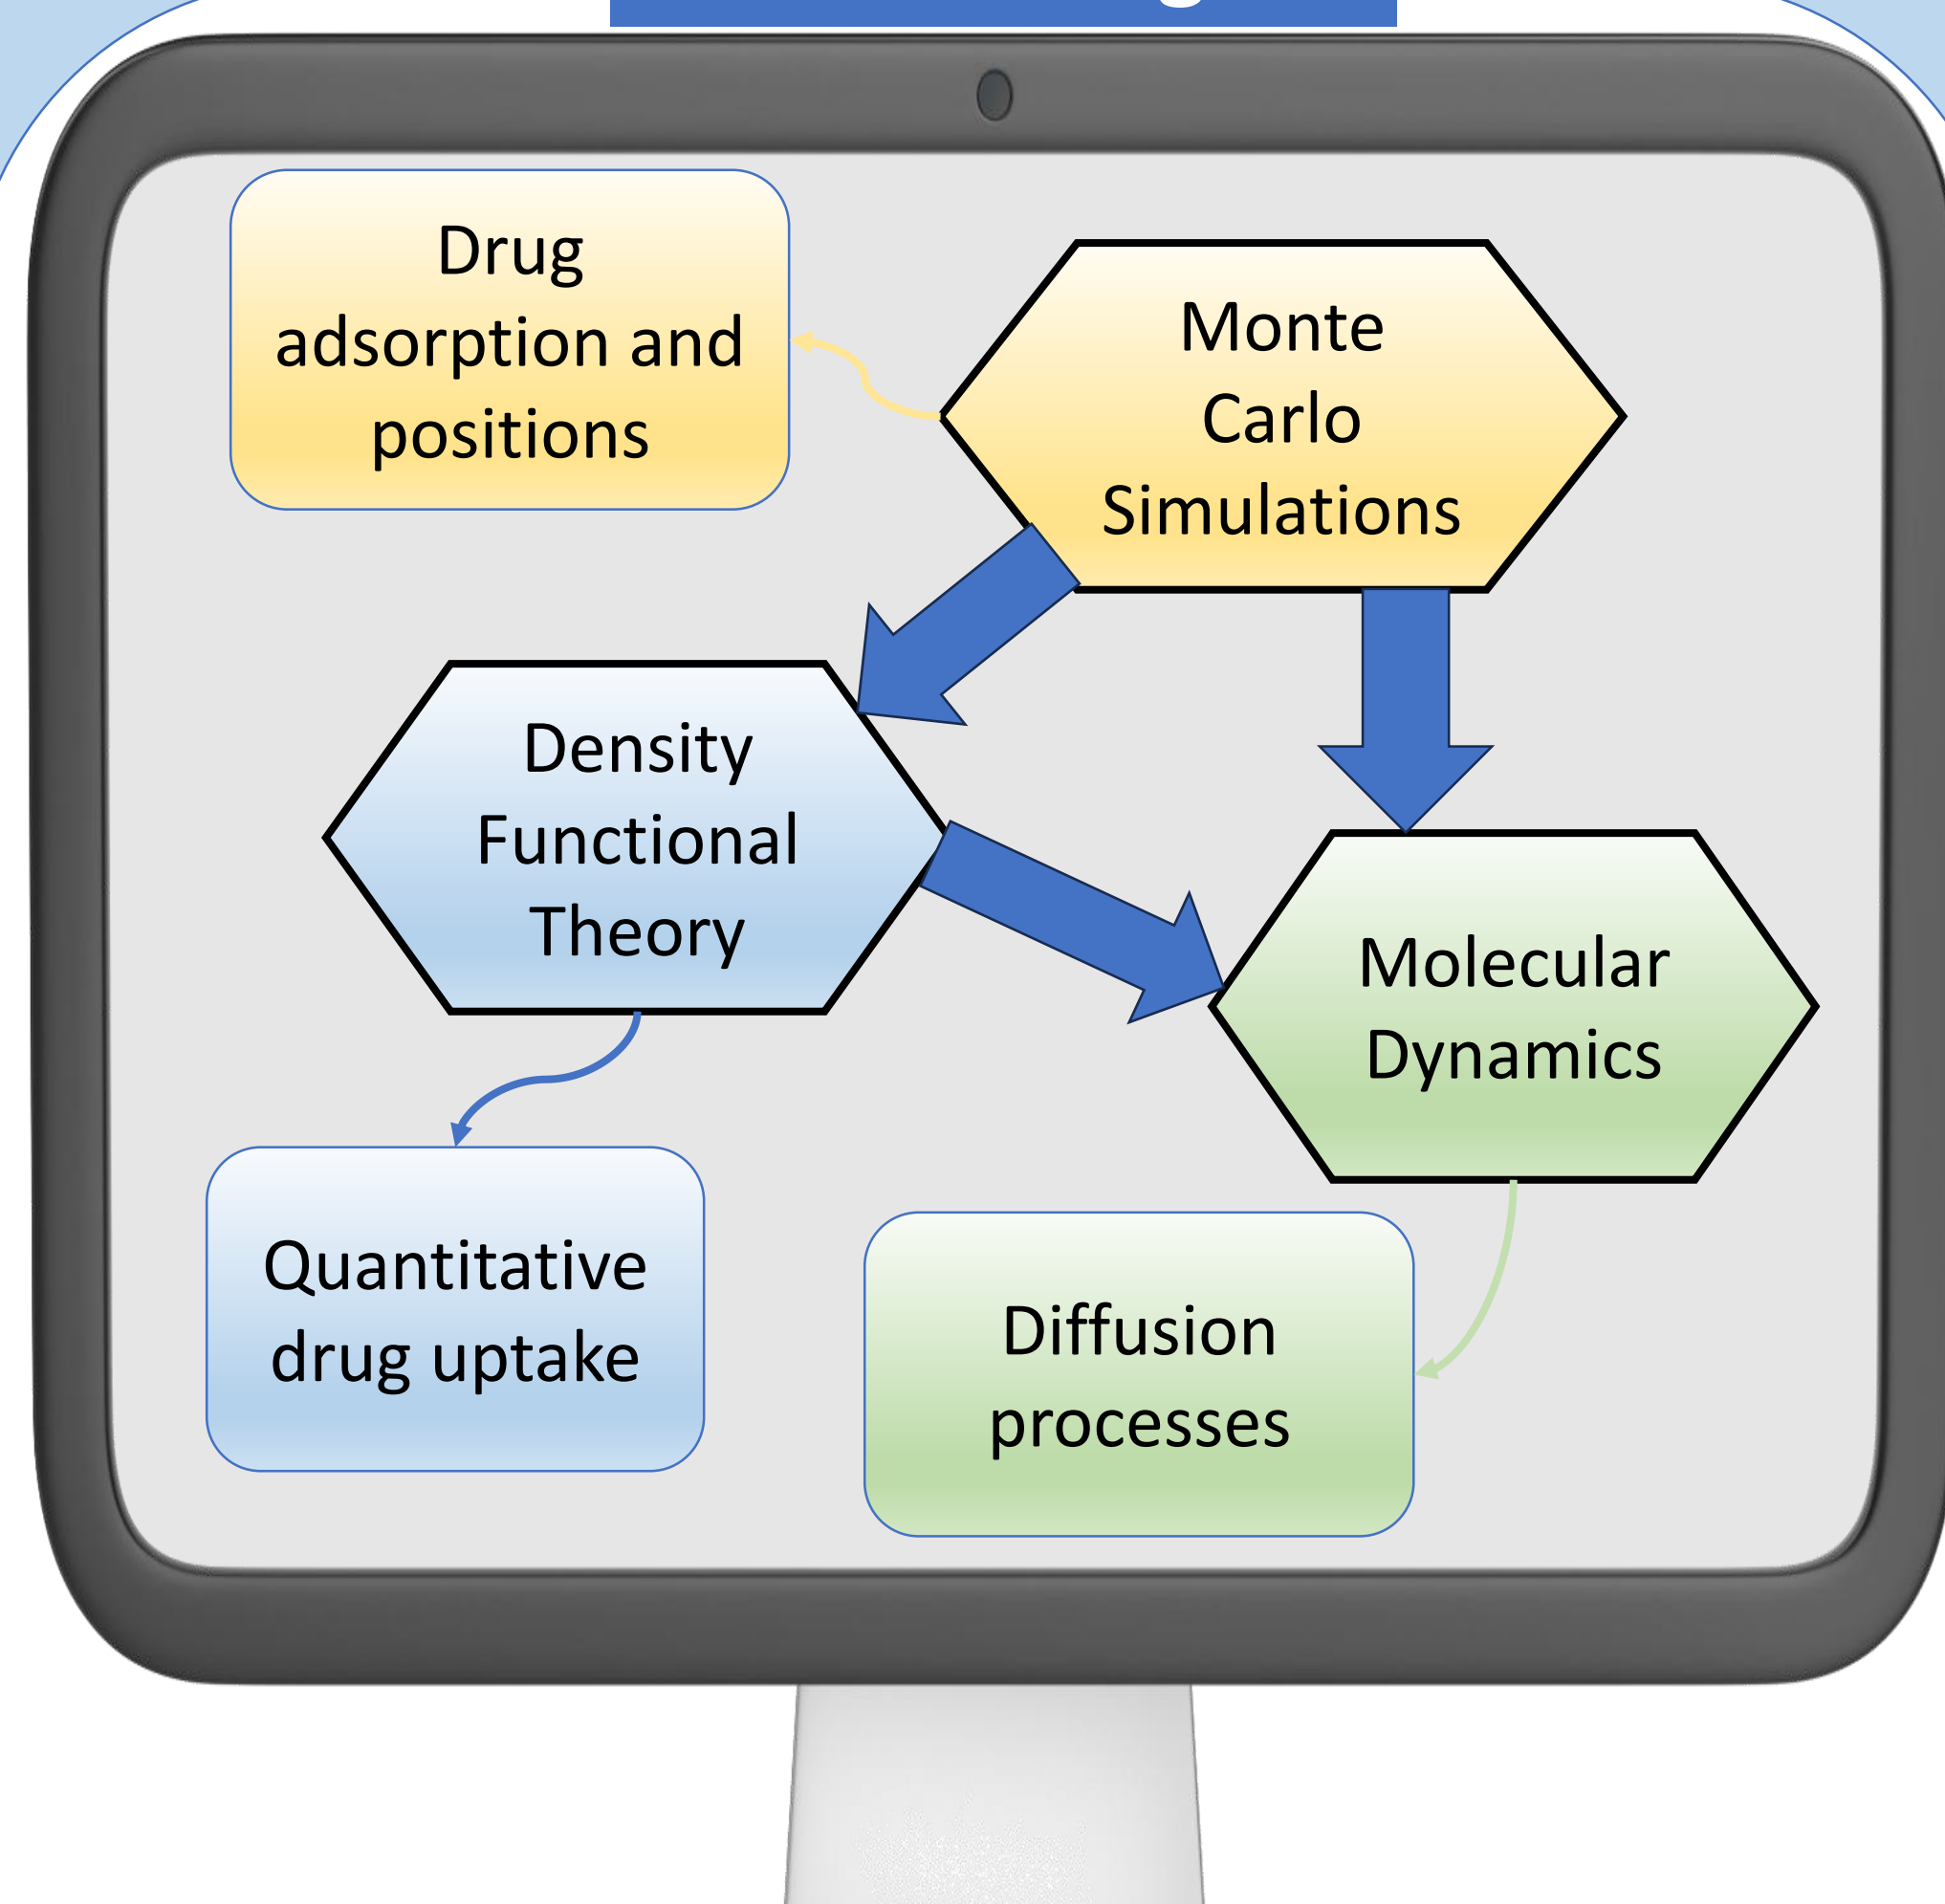 Drug
adsorption and
positions
Monte
Carlo
Simulations
Density
Functional
Theory
Molecular
Dynamics
Quantitative
drug uptake
Diffusion
processes